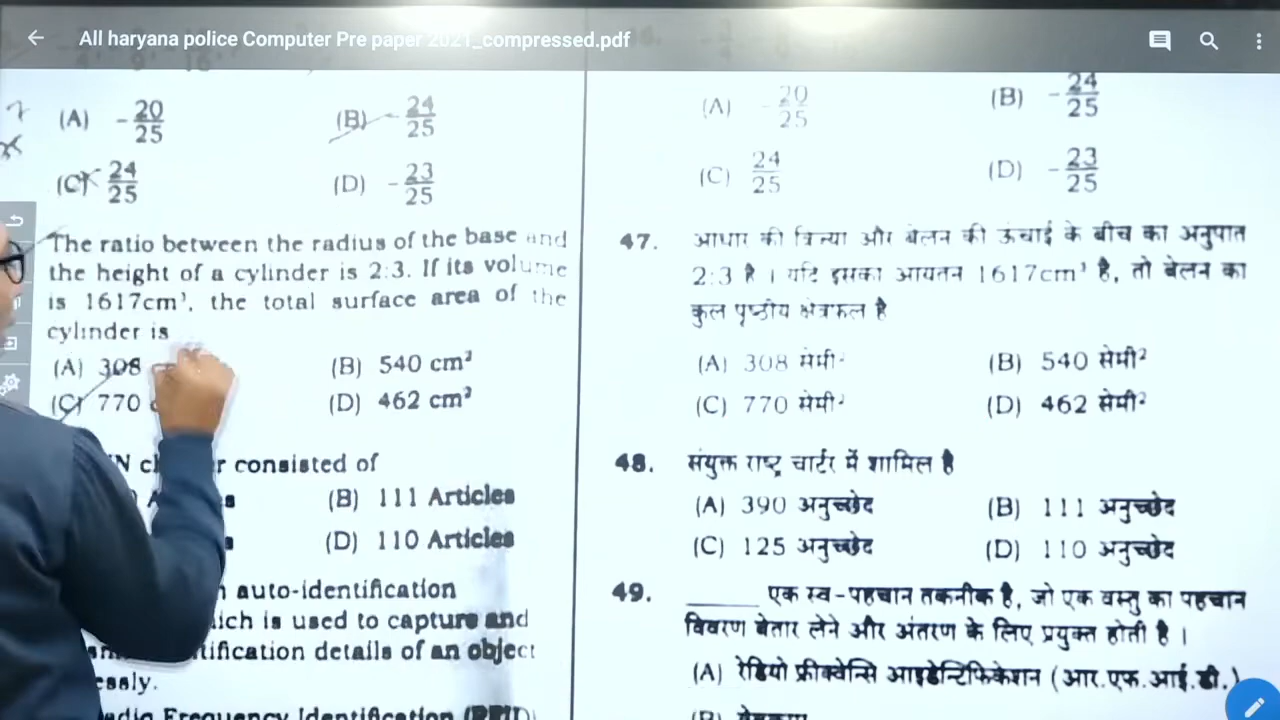 All haryana police Computer Pre paper 2021_compressed.pdf
(A) -20/25 (B) -24/25
(C) 24/25 (D) -23/25
The ratio between the radius of the base and
the height of a cylinder is 2:3. If its volume
is 1617cm³, the total surface area of the
cylinder is
(A) 308 (B) 540 cm²
(C) 770 (D) 462 cm²
r consisted of
(B) 111 Articles
(D) 110 Articles
auto-identification
is used to capture and
details of an object
Frequency Identification (RFID)
(A) -20/25 (B) -24/25
(C) 24/25 (D) -23/25
47. आधार की त्रिज्या और बेलन की ऊंचाई के बीच का अनुपात
2:3 है । यदि इसका आयतन 1617cm³ है, तो बेलन का
कुल पृष्ठीय क्षेत्रफल है
(A) 308 सेमी² (B) 540 सेमी²
(C) 770 सेमी² (D) 462 सेमी²
48. संयुक्त राष्ट्र चार्टर में शामिल है
(A) 390 अनुच्छेद (B) 111 अनुच्छेद
(C) 125 अनुच्छेद (D) 110 अनुच्छेद
49. ______ एक स्व-पहचान तकनीक है, जो एक वस्तु का पहचान
विवरण बेतार लेने और अंतरण के लिए प्रयुक्त होती है ।
(A) रेडियो फ्रीक्वेन्सि आइडेन्टिफिकेशन (आर.एफ.आई.डी.)